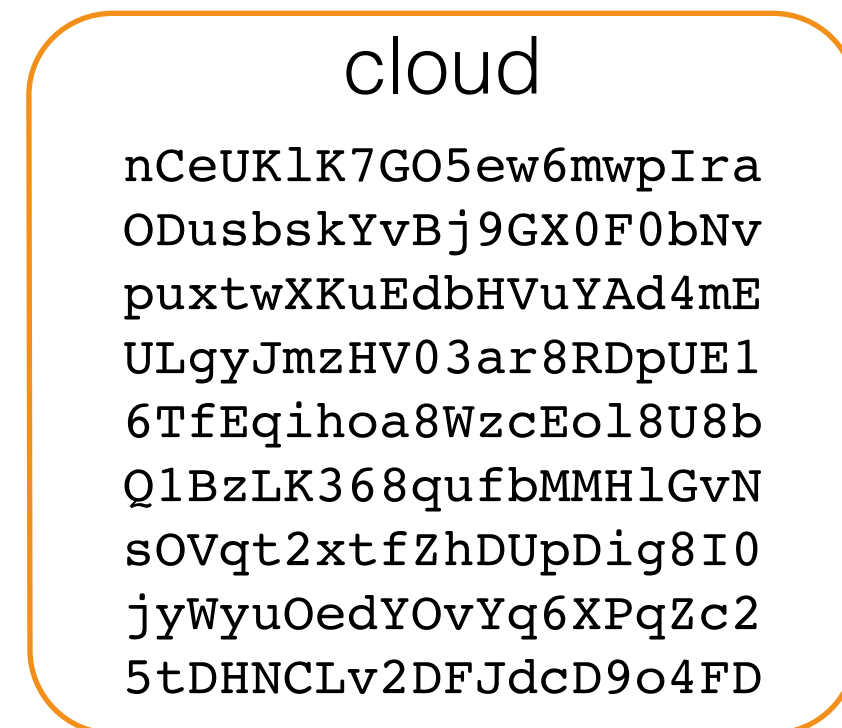 cloud
nCeUKlK7GO5ew6mwpIra
ODusbskYvBj9GX0F0bNv
puxtwXKuEdbHVuYAd4mE
ULgyJmzHV03ar8RDpUE1
6TfEqihoa8WzcEol8U8b
Q1BzLK368qufbMMHlGvN
sOVqt2xtfZhDUpDig8I0
jyWyuOedYOvYq6XPqZc2
5tDHNCLv2DFJdcD9o4FD